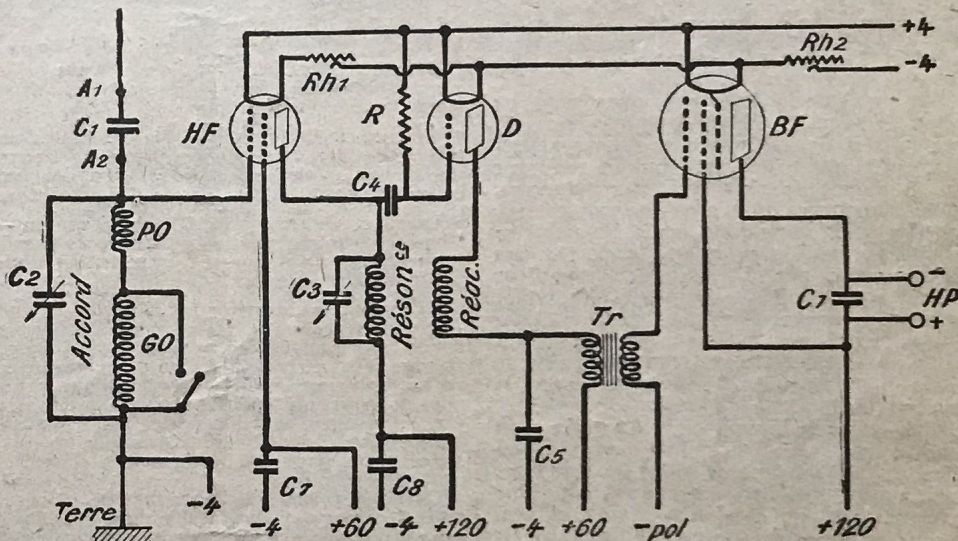 +4
-4
Rh2
Rh1
A1
C1
A2
HF
R
D
BF
C4
PO
C2
Accord
GO
C3
Réson ce
Réac.
Tr
C7
-
HP
+
C5
C7
C8
-4
Terre
-4
+60
-4
+120
-4
+60
-pol
+120